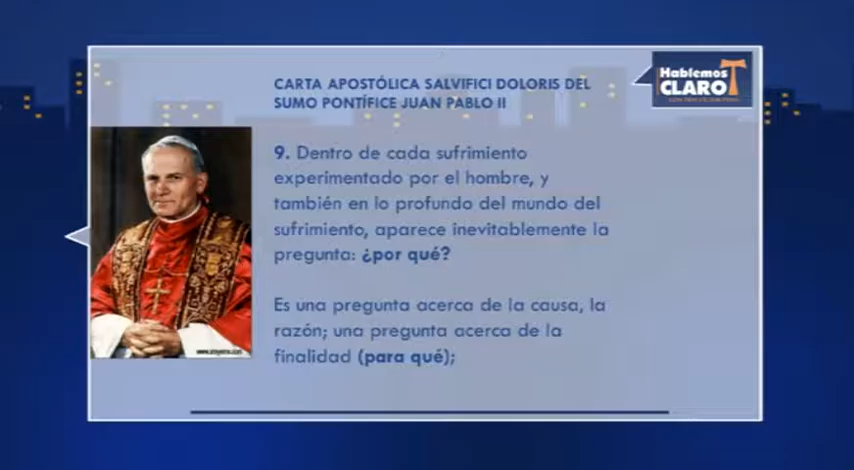 CARTA APOSTÓLICA SALVIFICI DOLORIS DEL
SUMO PONTÍFICE JUAN PABLO II
Hablemos
CLARO
9. Dentro de cada sufrimiento
experimentado por el hombre, y
también en lo profundo del mundo del
sufrimiento, aparece inevitablemente la
pregunta: ¿por qué?
Es una pregunta acerca de la causa, la
razón; una pregunta acerca de la
finalidad (para qué);